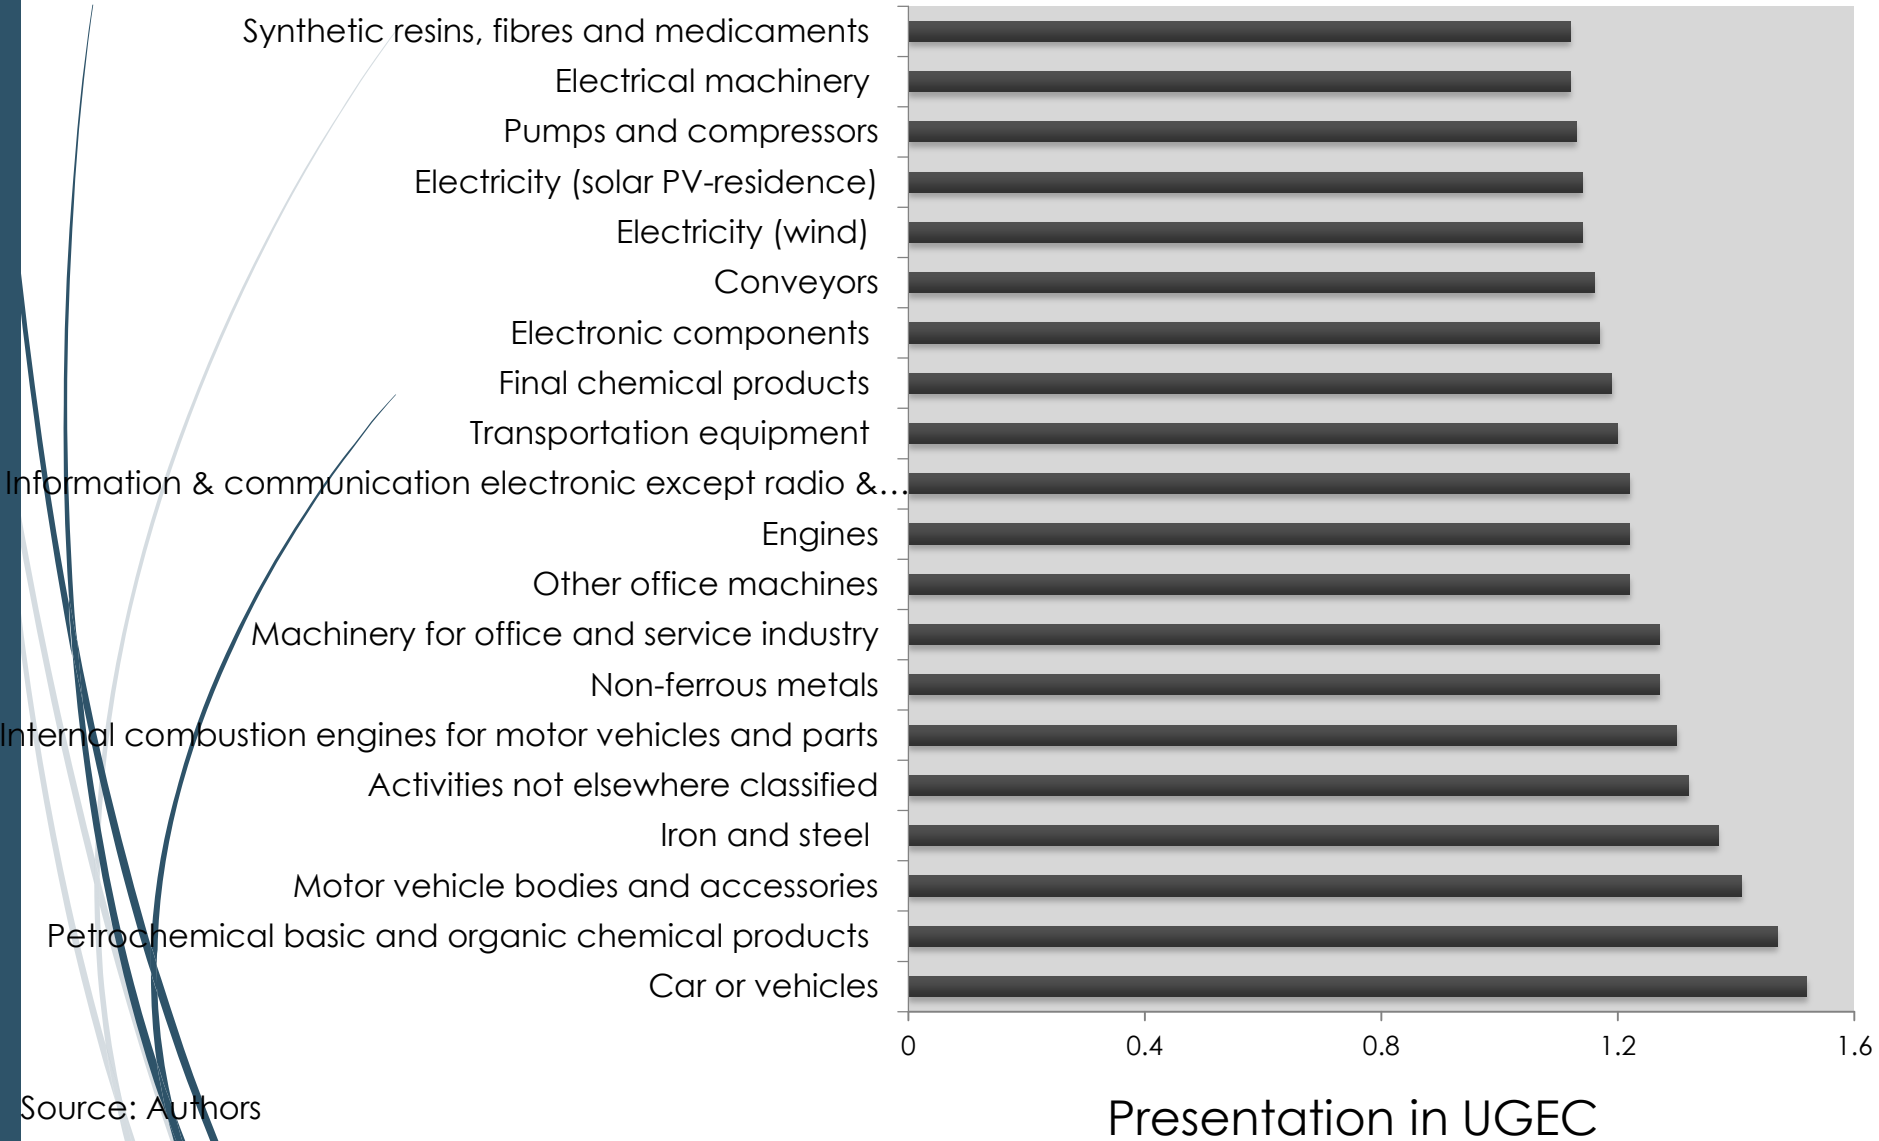 Synthetic resins, fibres and medicaments
Electrical machinery
Pumps and compressors
Electricity (solar PV-residence)
Electricity (wind)
Conveyors
Electronic components
Final chemical products
Transportation equipment
Information & communication electronic except radio &…
Engines
Other office machines
Machinery for office and service industry
Non-ferrous metals
Internal combustion engines for motor vehicles and parts
Activities not elsewhere classified
Iron and steel
Motor vehicle bodies and accessories
Petrochemical basic and organic chemical products
Car or vehicles
0 0.4 0.8 1.2 1.6
Source: Authors
Presentation in UGEC